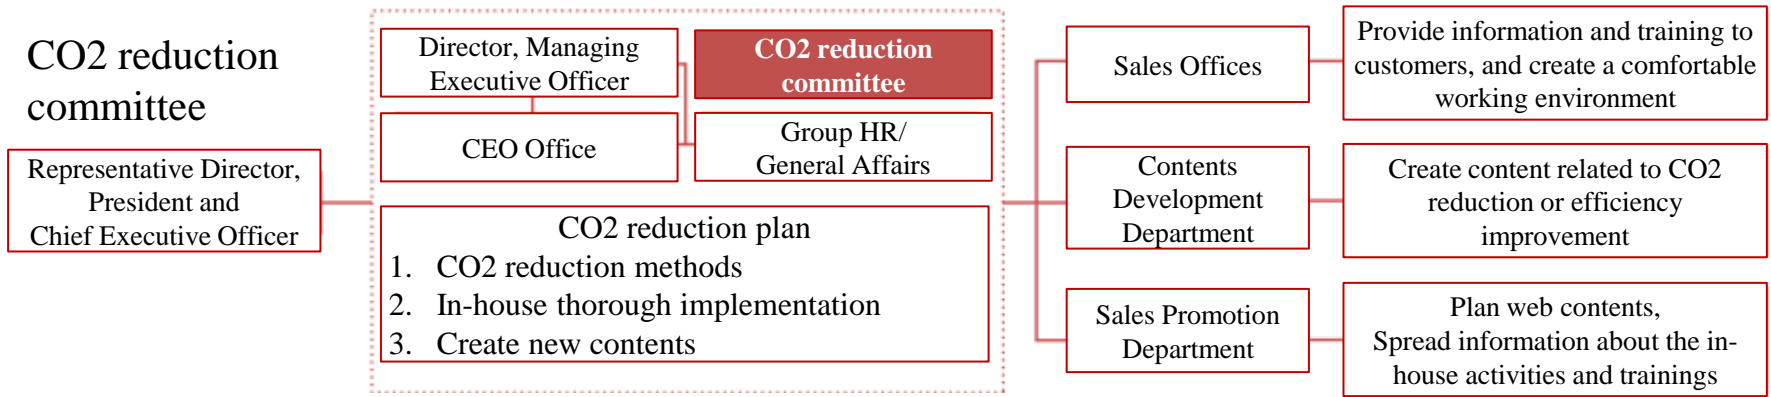 CO2 reduction
committee
Representative Director,
President and
Chief Executive Officer
Director, Managing
Executive Officer
CO2 reduction
committee
CEO Office
Group HR/
General Affairs
CO2 reduction plan
1. CO2 reduction methods
2. In-house thorough implementation
3. Create new contents
Sales Offices
Provide information and training to
customers, and create a comfortable
working environment
Contents
Development
Department
Create content related to CO2
reduction or efficiency
improvement
Sales Promotion
Department
Plan web contents,
Spread information about the in-
house activities and trainings